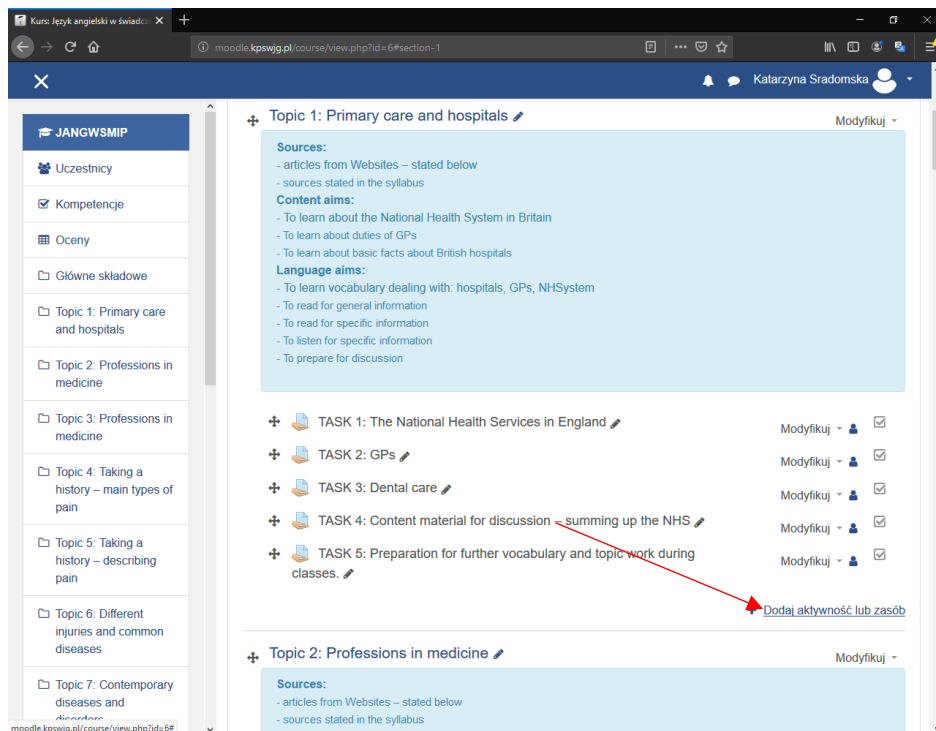 Kurs: Język angielski w świadcz
moodle.kpswjg.pl/course/view.php?id=6#section-1
Katarzyna Sradomska
JANGWSMIP
Uczestnicy
Kompetencje
Oceny
Główne składowe
Topic 1: Primary care
and hospitals
Topic 2: Professions in
medicine
Topic 3: Professions in
medicine
Topic 4: Taking a
history – main types of
pain
Topic 5: Taking a
history – describing
pain
Topic 6: Different
injuries and common
diseases
Topic 7: Contemporary
diseases and
disorders
moodle.kpswjg.pl/course/view.php?id=6#
Topic 1: Primary care and hospitals
Modyfikuj
Sources:
- articles from Websites – stated below
- sources stated in the syllabus
Content aims:
- To learn about the National Health System in Britain
- To learn about duties of GPs
- To learn about basic facts about British hospitals
Language aims:
- To learn vocabulary dealing with: hospitals, GPs, NHSystem
- To read for general information
- To read for specific information
- To listen for specific information
- To prepare for discussion
TASK 1: The National Health Services in England
Modyfikuj
TASK 2: GPs
Modyfikuj
TASK 3: Dental care
Modyfikuj
TASK 4: Content material for discussion – summing up the NHS
Modyfikuj
TASK 5: Preparation for further vocabulary and topic work during
classes.
Modyfikuj
+ Dodaj aktywność lub zasób
Topic 2: Professions in medicine
Modyfikuj
Sources:
- articles from Websites – stated below
- sources stated in the syllabus